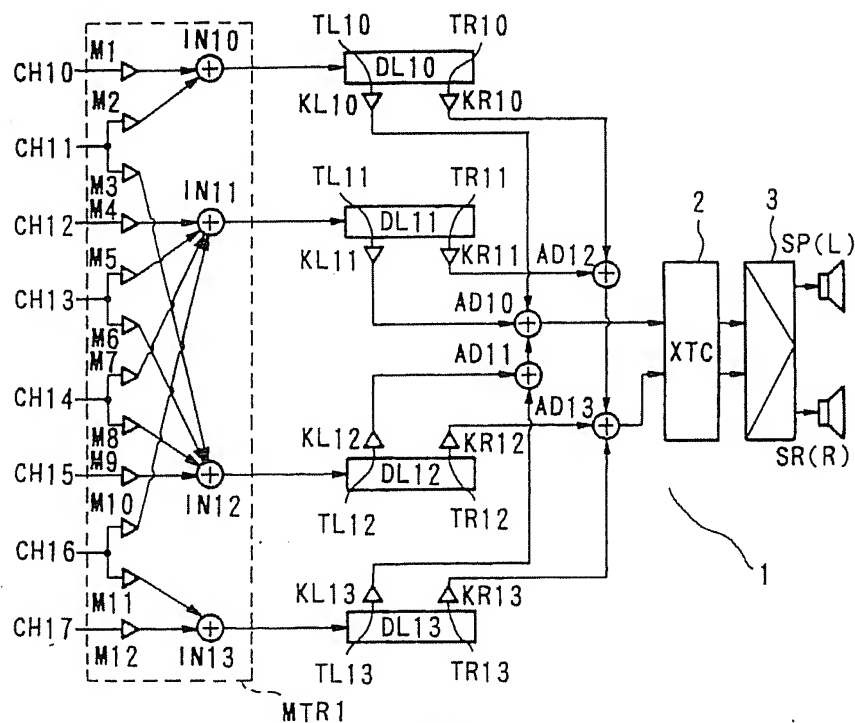 TL10 TR10
M1 IN10
CH10 DL10
M2 KL10 KR10
CH11
TL11 TR11
M3 IN11
M4
CH12 DL11 2 3
M5 KL11 KR11 AD12 SP(L)
CH13 AD10
M6 AD11 XTC
M7
CH14 AD13
M8 KL12 KR12
M9 SR(R)
CH15 IN12 DL12
M10 TL12 TR12
CH16
M11 KL13 KR13 1
CH17 DL13
M12 IN13 TL13 TR13
MTR1